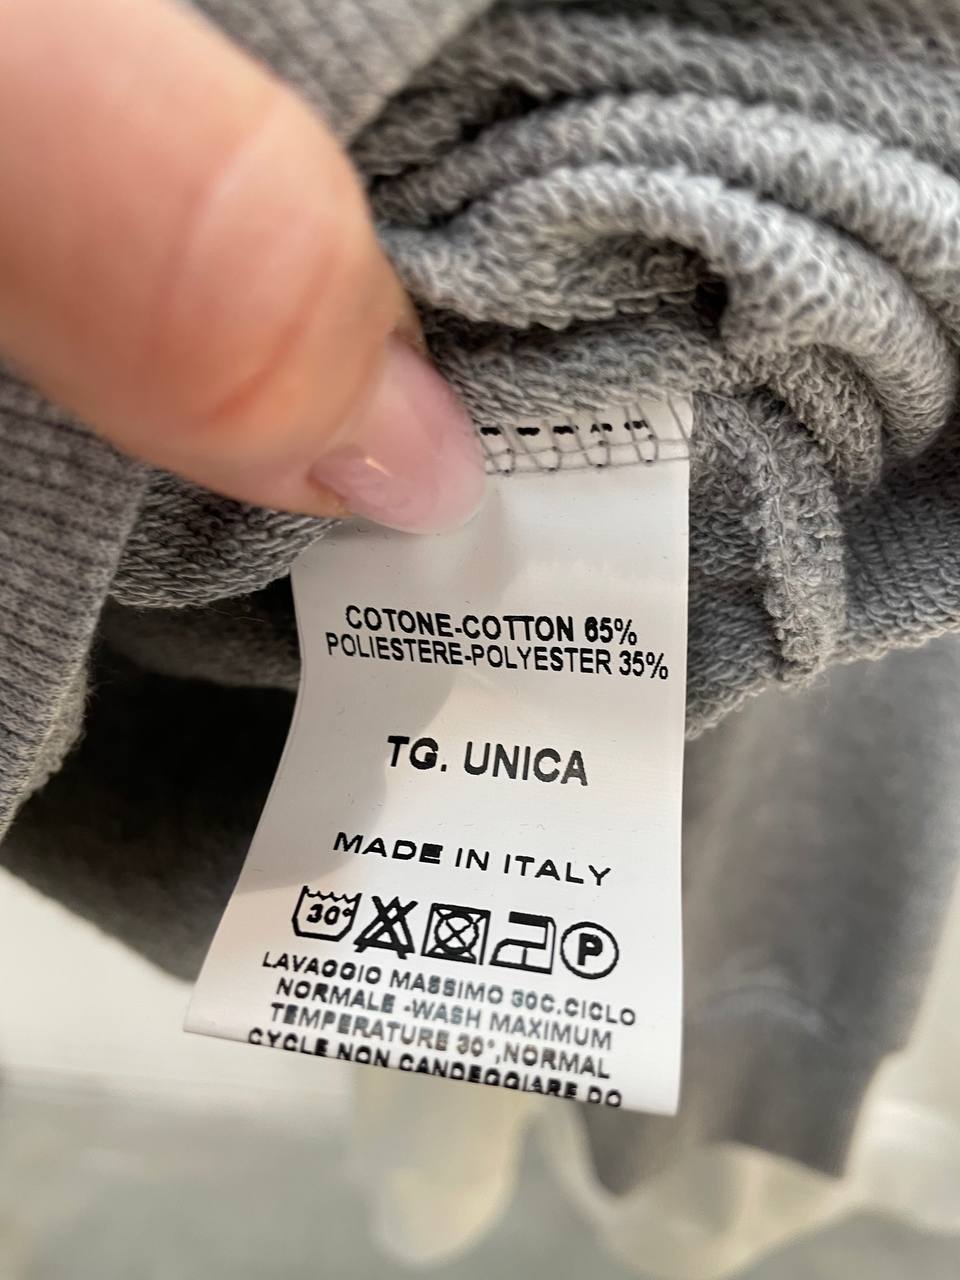 COTONE-COTTON 65%
POLIESTERE-POLYESTER 35%
TG. UNICA
MADE IN ITALY
30°
P
LAVAGGIO MASSIMO 30C.CICLO
NORMALE -WASH MAXIMUM
TEMPERATURE 30°,NORMAL
CYCLE NON CANDEGGIARE DO